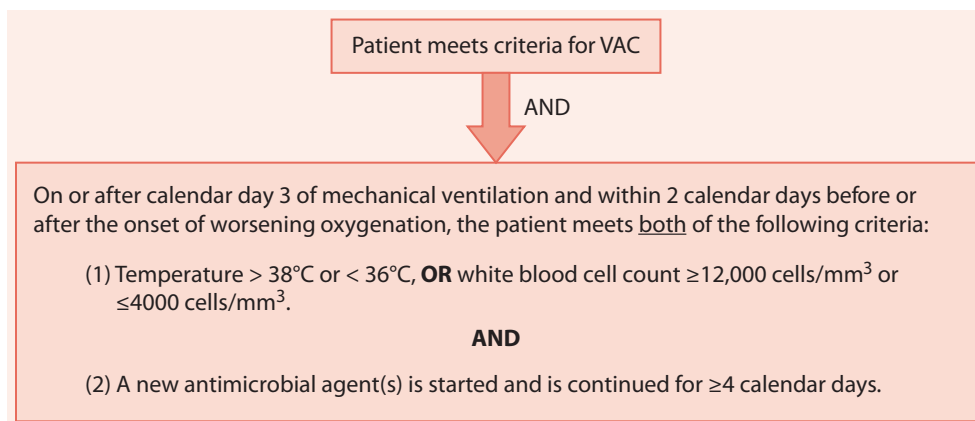 Patient meets criteria for VAC
AND
On or after calendar day 3 of mechanical ventilation and within 2 calendar days before or
after the onset of worsening oxygenation, the patient meets both of the following criteria:
(1) Temperature > 38°C or < 36°C, OR white blood cell count ≥12,000 cells/mm³ or
≤4000 cells/mm³.
AND
(2) A new antimicrobial agent(s) is started and is continued for ≥4 calendar days.